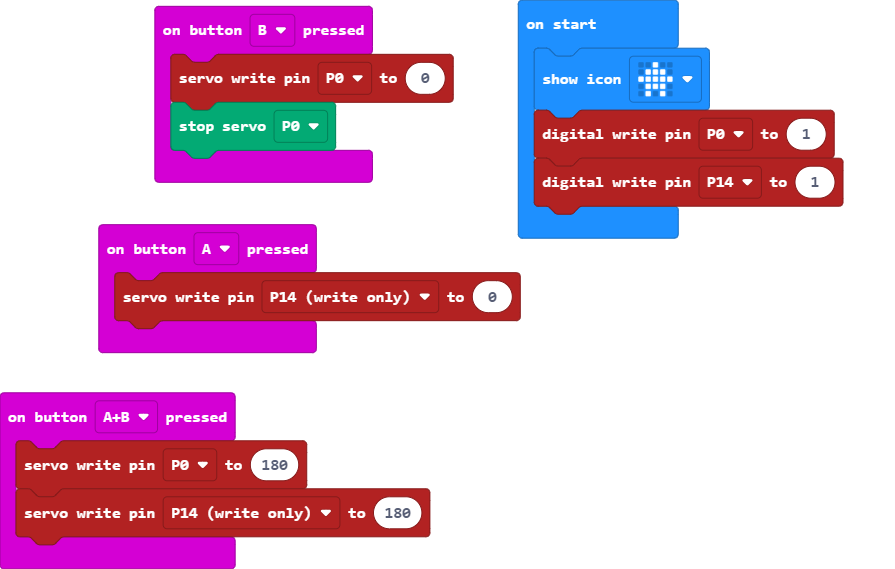 on button B pressed
servo write pin P0 to 0
stop servo P0
on start
show icon
digital write pin P0 to 1
digital write pin P14 to 1
on button A pressed
servo write pin P14 (write only) to 0
on button A+B pressed
servo write pin P0 to 180
servo write pin P14 (write only) to 180